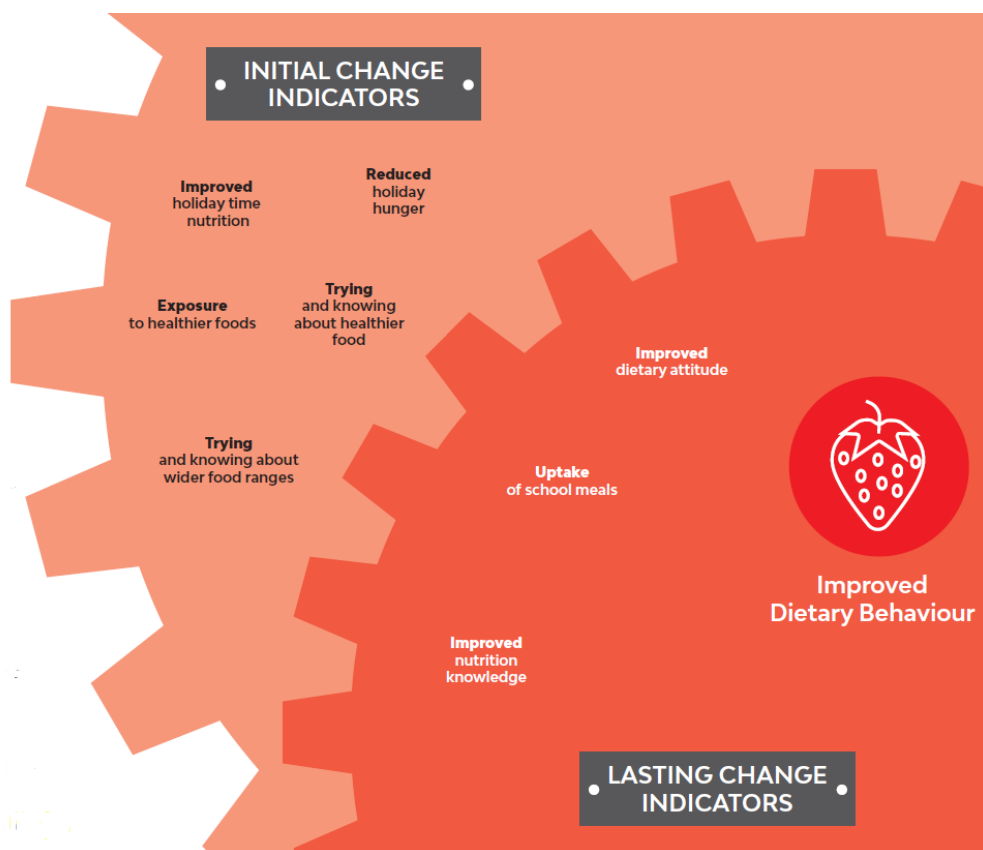 INITIAL CHANGE
INDICATORS
Improved
holiday time
nutrition
Reduced
holiday
hunger
Exposure
to healthier foods
Trying
and knowing
about healthier
food
Trying
and knowing about
wider food ranges
Improved
dietary attitude
Uptake
of school meals
Improved
nutrition
knowledge
Improved
Dietary Behaviour
LASTING CHANGE
INDICATORS